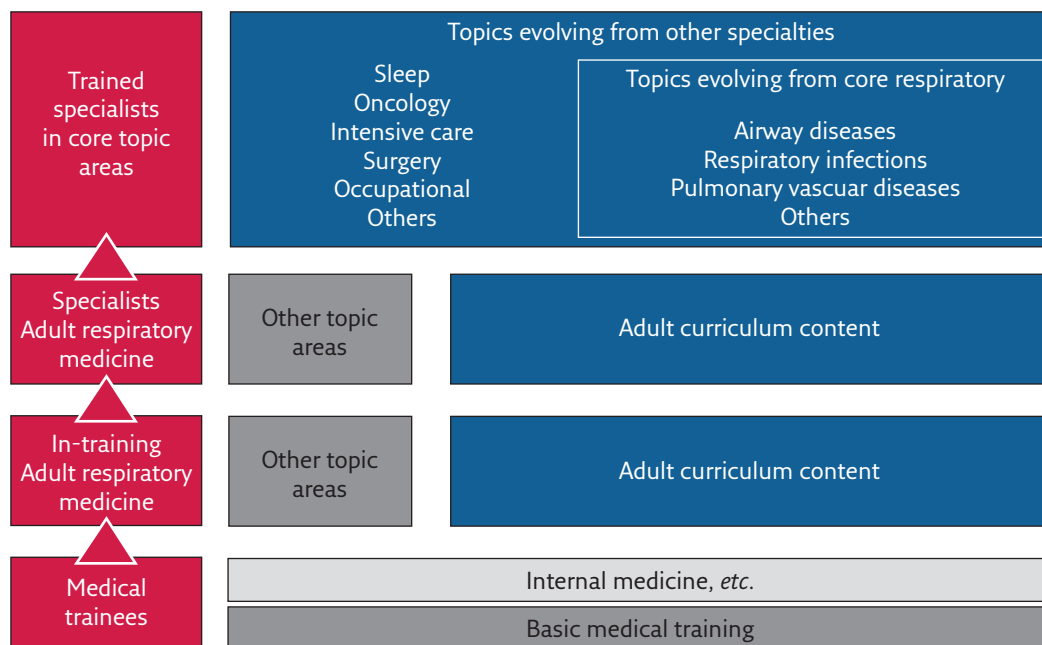 Trained
specialists
in core topic
areas
Topics evolving from other specialties
Sleep
Oncology
Intensive care
Surgery
Occupational
Others
Topics evolving from core respiratory
Airway diseases
Respiratory infections
Pulmonary vascuar diseases
Others
Specialists
Adult respiratory
medicine
Other topic
areas
Adult curriculum content
In-training
Adult respiratory
medicine
Other topic
areas
Adult curriculum content
Medical
trainees
Internal medicine, etc.
Basic medical training